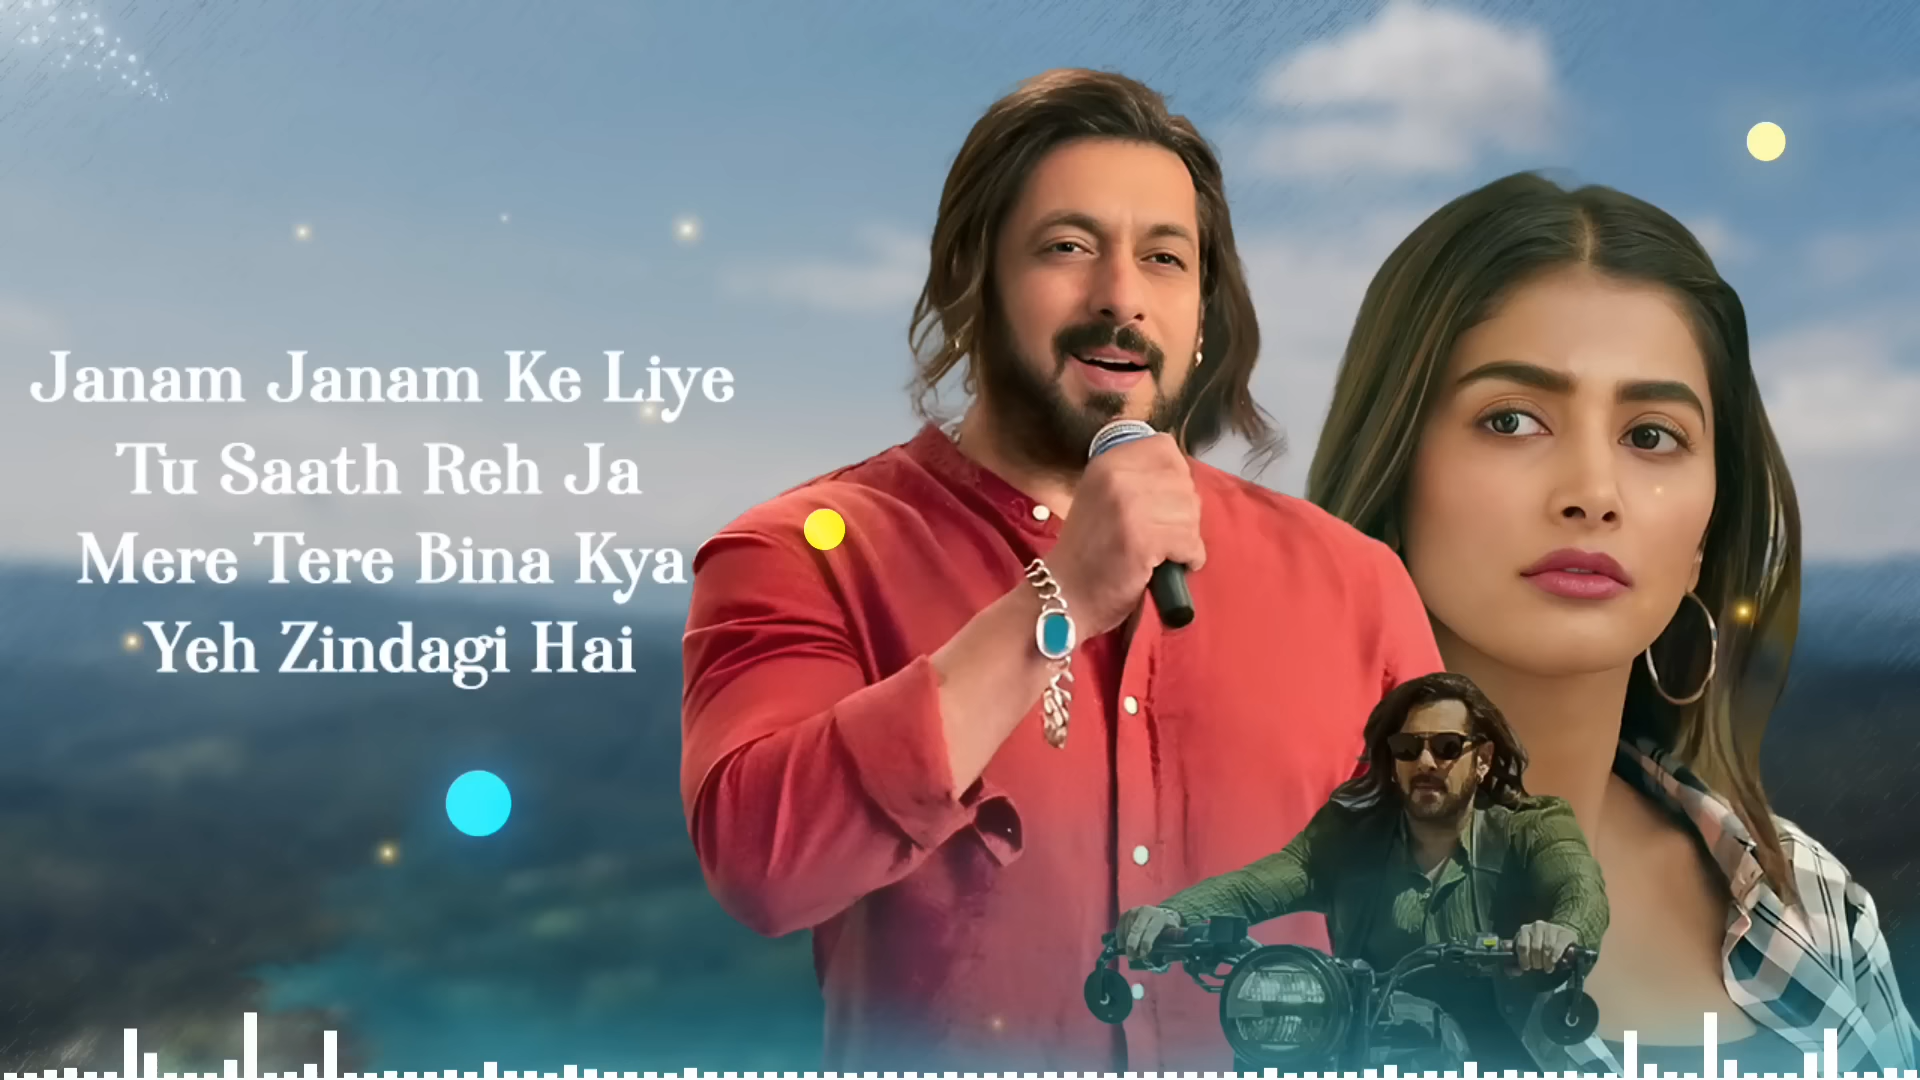 Janam Janam Ke Liye
Tu Saath Reh Ja
Mere Tere Bina Kya
Yeh Zindagi Hai